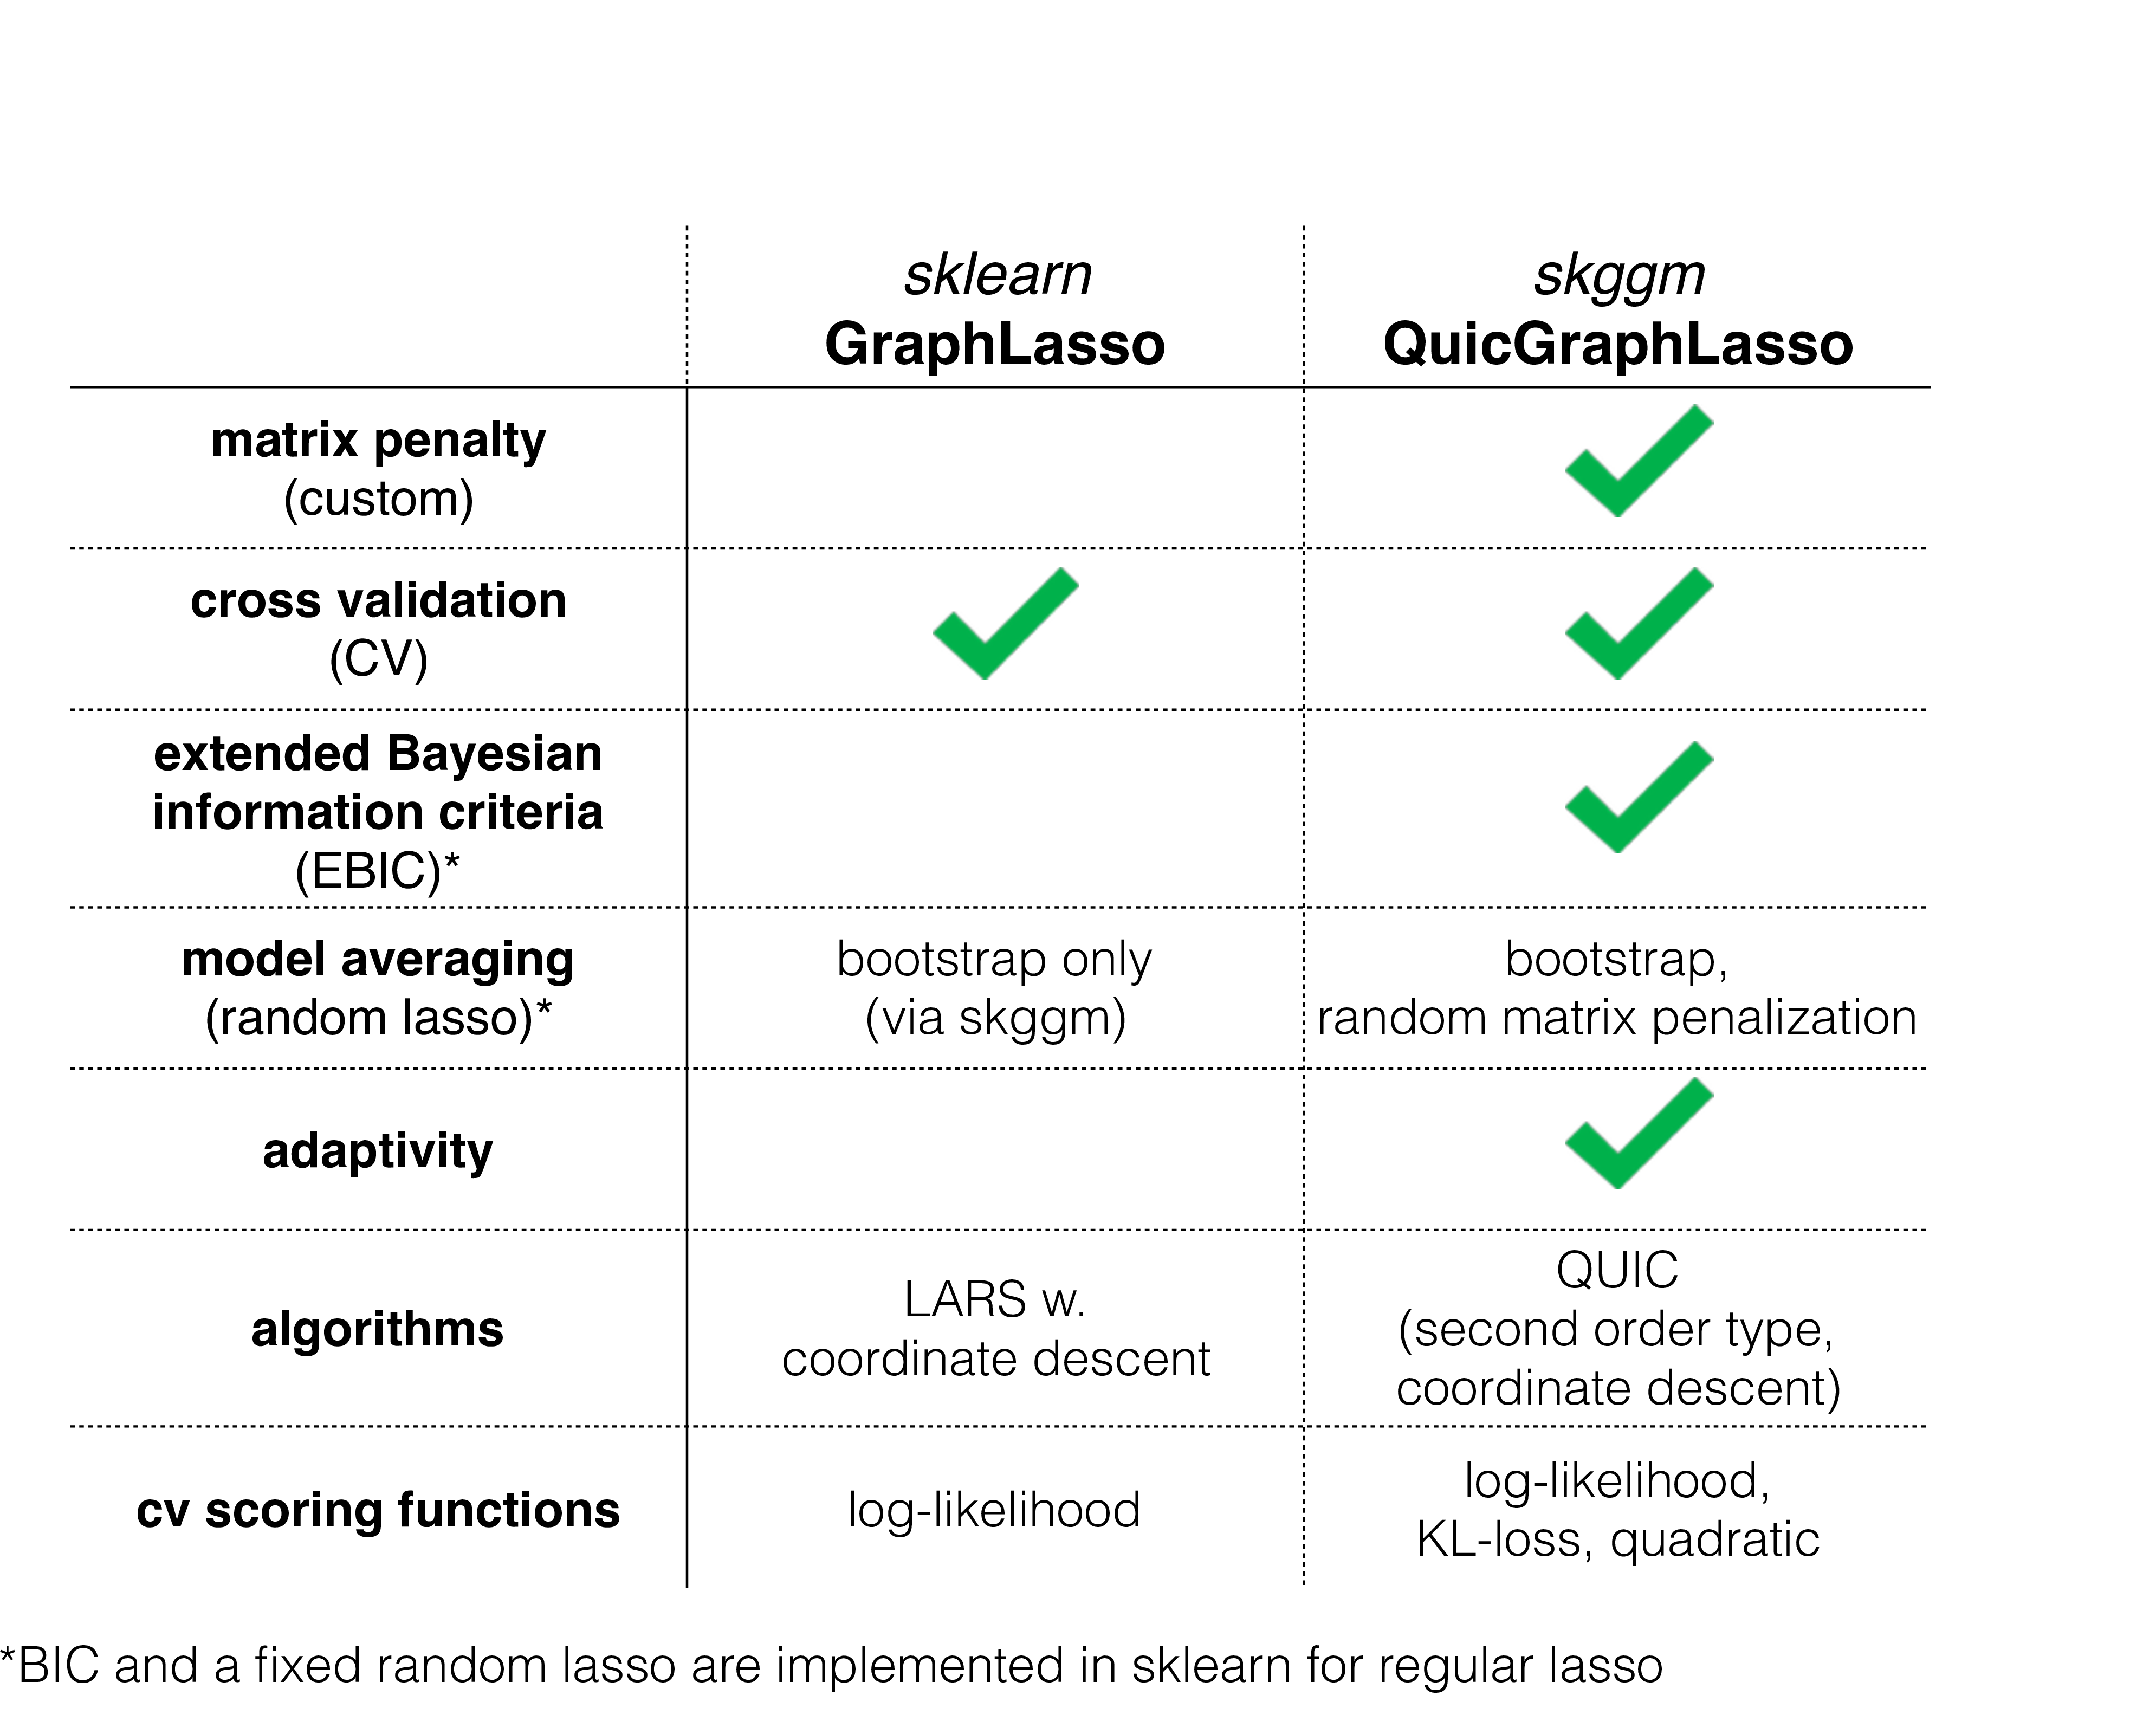 sklearn
GraphLasso
skggm
QuicGraphLasso
matrix penalty
(custom)
cross validation
(CV)
extended Bayesian
information criteria
(EBIC)*
model averaging
(random lasso)*
bootstrap only
(via skggm)
bootstrap,
random matrix penalization
adaptivity
algorithms
LARS w.
coordinate descent
QUIC
(second order type,
coordinate descent)
cv scoring functions
log-likelihood
log-likelihood,
KL-loss, quadratic
*BIC and a fixed random lasso are implemented in sklearn for regular lasso